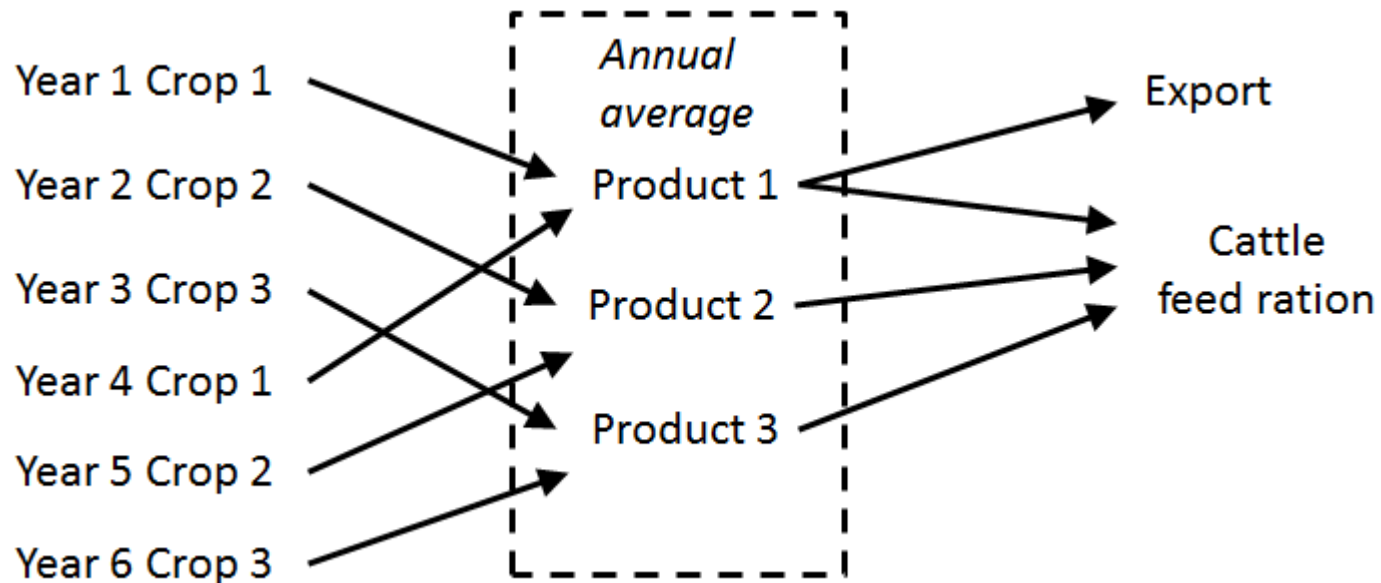 Year 1 Crop 1
Year 2 Crop 2
Year 3 Crop 3
Year 4 Crop 1
Year 5 Crop 2
Year 6 Crop 3
Annual
average
Product 1
Product 2
Product 3
Export
Cattle
feed ration